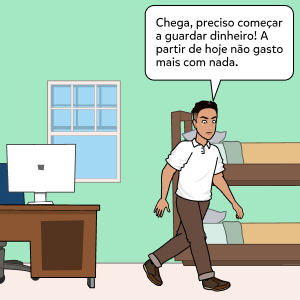 Chega, preciso começar
a guardar dinheiro! A
partir de hoje não gasto
mais com nada.